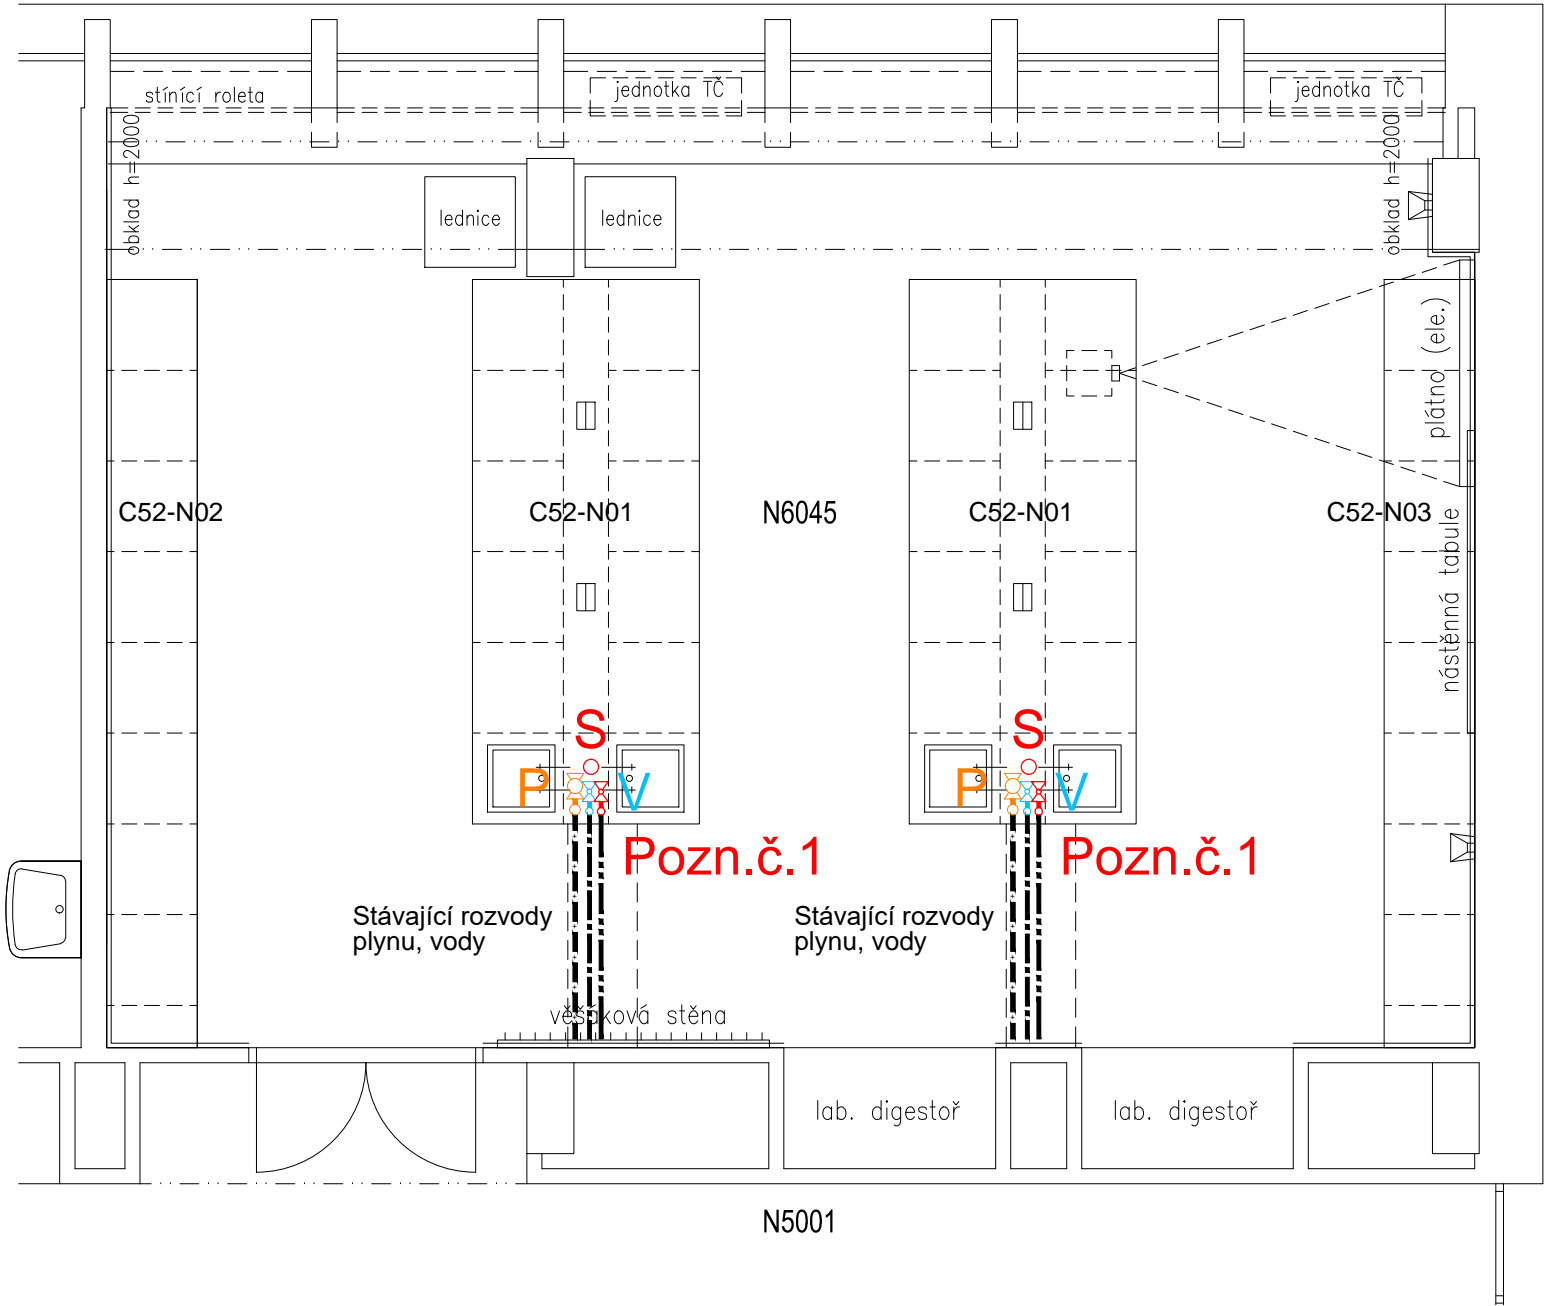 stínící roleta
jednotka TČ
jednotka TČ
obklad h=2000
obklad h=2000
lednice
lednice
plátno (ele.)
C52-N02
C52-N01
N6045
C52-N01
C52-N03
nástěnná tabule
S
S
P
V
P
V
Pozn.č.1
Pozn.č.1
Stávající rozvody
plynu, vody
Stávající rozvody
plynu, vody
věšáková stěna
lab. digestoř
lab. digestoř
N5001